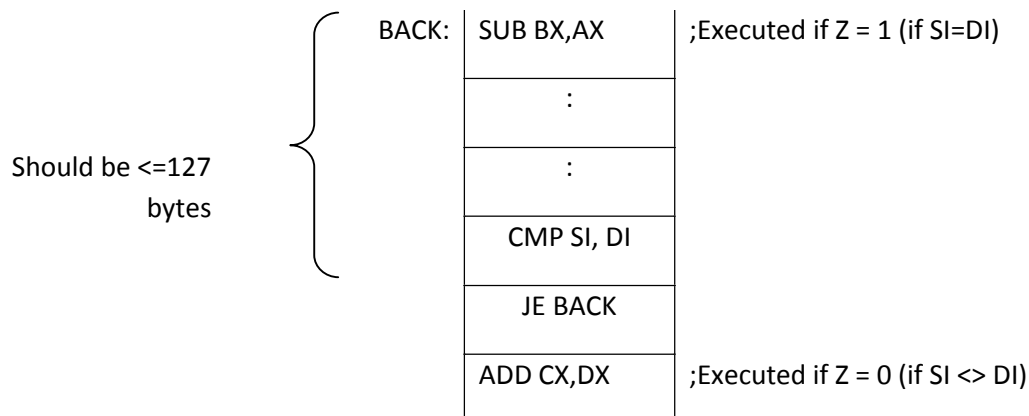 BACK: SUB BX,AX ;Executed if Z = 1 (if SI=DI)
:
:
Should be <=127
bytes
CMP SI, DI
JE BACK
ADD CX,DX ;Executed if Z = 0 (if SI <> DI)